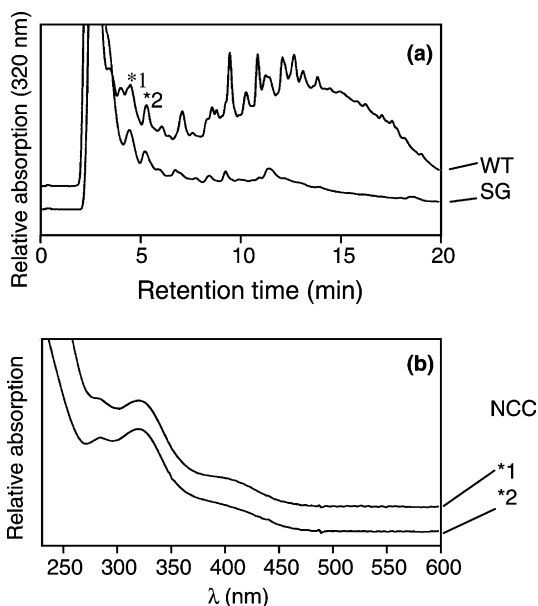 Relative absorption (320 nm)
(a)
*1
*2
WT
SG
0 5 10 15 20
Retention time (min)
Relative absorption
(b)
NCC
*1
*2
250 300 350 400 450 500 550 600
λ (nm)